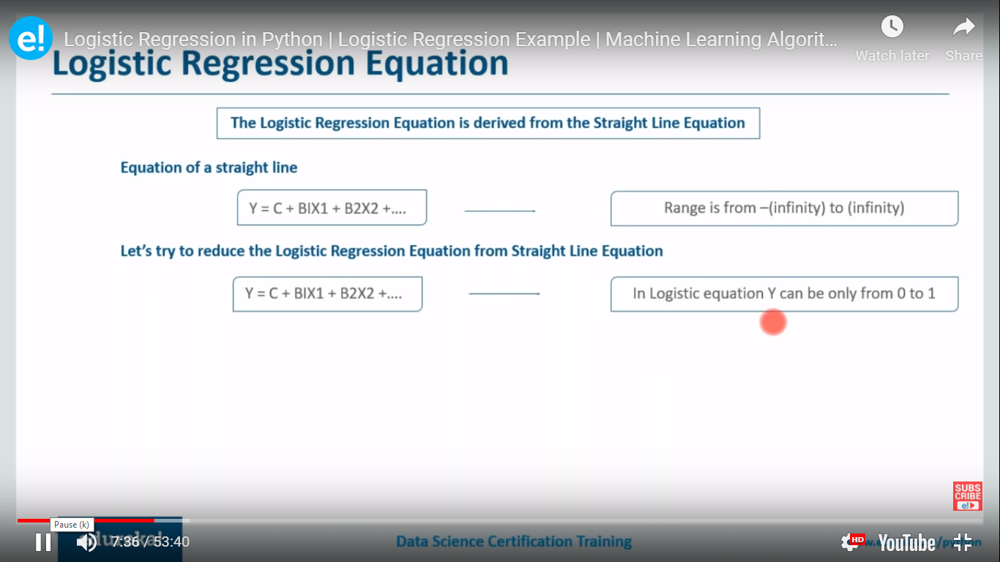 e!
Logistic Regression in Python | Logistic Regression Example | Machine Learning Algorit...
Watch later
Share
Logistic Regression Equation
The Logistic Regression Equation is derived from the Straight Line Equation
Equation of a straight line
Y = C + BIX1 + B2X2 +....
Range is from –(infinity) to (infinity)
Let's try to reduce the Logistic Regression Equation from Straight Line Equation
Y = C + BIX1 + B2X2 +....
In Logistic equation Y can be only from 0 to 1
SUBS
CRIBE
e!
Pause (k)
7:36 / 53:40
Data Science Certification Training
HD
YouTube